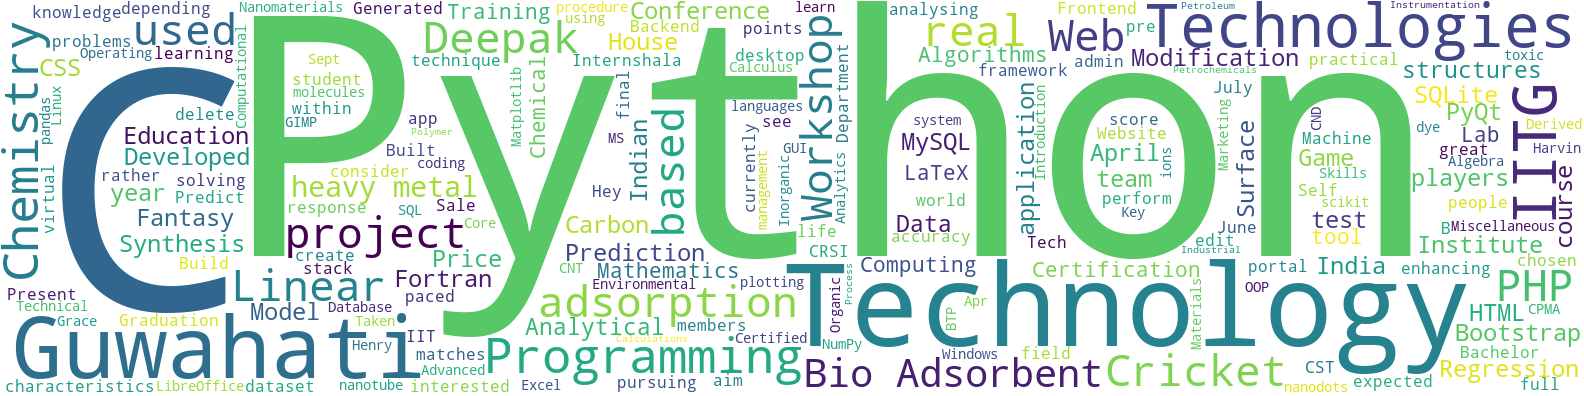 knowledge
depending
Nanomaterials
Generated
Training
Conference
procedure
using
Backend
learn
analysing
Frontend
Petroleum
pre
Instrumentation
problems
used
Operating
learning
Deepak
House
points
desktop
real
Web
Technologies
Chemistry
CSS
Linux
pandas
Computational
Sept
student
molecules
within
GIMP
technique
Internshala
Calculus
Algorithms
framework
admin
Modification
Petrochemicals
practical
toxic
structures
C
Python
delete
Education
Developed
rather
solving
virtual
year
Predict
app
Polymer
Built
coding
Matplotlib
Chemical
final
MS
Indian
based
languages
see
GUI
Workshop
Department
Analytics
system
MySQL
LaTeX
application
Introduction
July
score
Website
April
team
ions
perform
Key
Marketing
Surface
June
CND
Machine
Game
Skills
Self
scikit
test
tool
SQLite
PyQt
Lab
dye
great
Algebra
Derived
Harvin
IIITG
players
people
course
heavy metal
consider
response
SQL
Sale
Core
Hey
currently
management
Inorganic
world
Fantasy
Synthesis
Build
project
create
stack
Price
Carbon
Prediction
CNT
Mathematics
Environmental
life
CRSI
Data
accuracy
Tech
edit
Industrial
portal
India
B
Miscellaneous
Institute
enhancing
chosen
Present
Technical
Grace
Graduation
Linear
Model
Database
Taken
Henry
Fortran
paced
IIT
adsorption
Analytical
members
plotting
Calculations
Certified
Process
Organic
NumPy
Computing
Certification
Apr
BTP
OOP
Materials
Technology
PHP
HTML
CPMA
Bootstrap
Bachelor
Regression
Guwahati
matches
Advanced
characteristics
LibreOffice
dataset
nanotube
interested
Excel
Programming
pursuing
aim
Bio Adsorbent
Windows
field
Cricket
nanodots
CST
expected
full